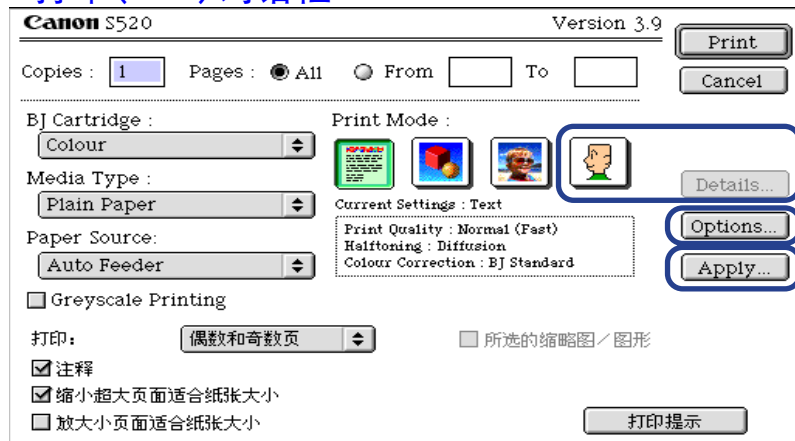 Canon S520 Version 3.9
Print
Copies : 1 Pages : All From To
Cancel
BJ Cartridge : Print Mode :
Colour
Media Type :
Details...
Plain Paper Current Settings : Text
Print Quality : Normal (Fast) Options...
Paper Source: Halftoning : Diffusion
Auto Feeder Colour Correction : BJ Standard Apply...
Greyscale Printing
打印： 偶数和奇数页 所选的缩略图／图形
注释
缩小超大页面适合纸张大小
放大小页面适合纸张大小 打印提示